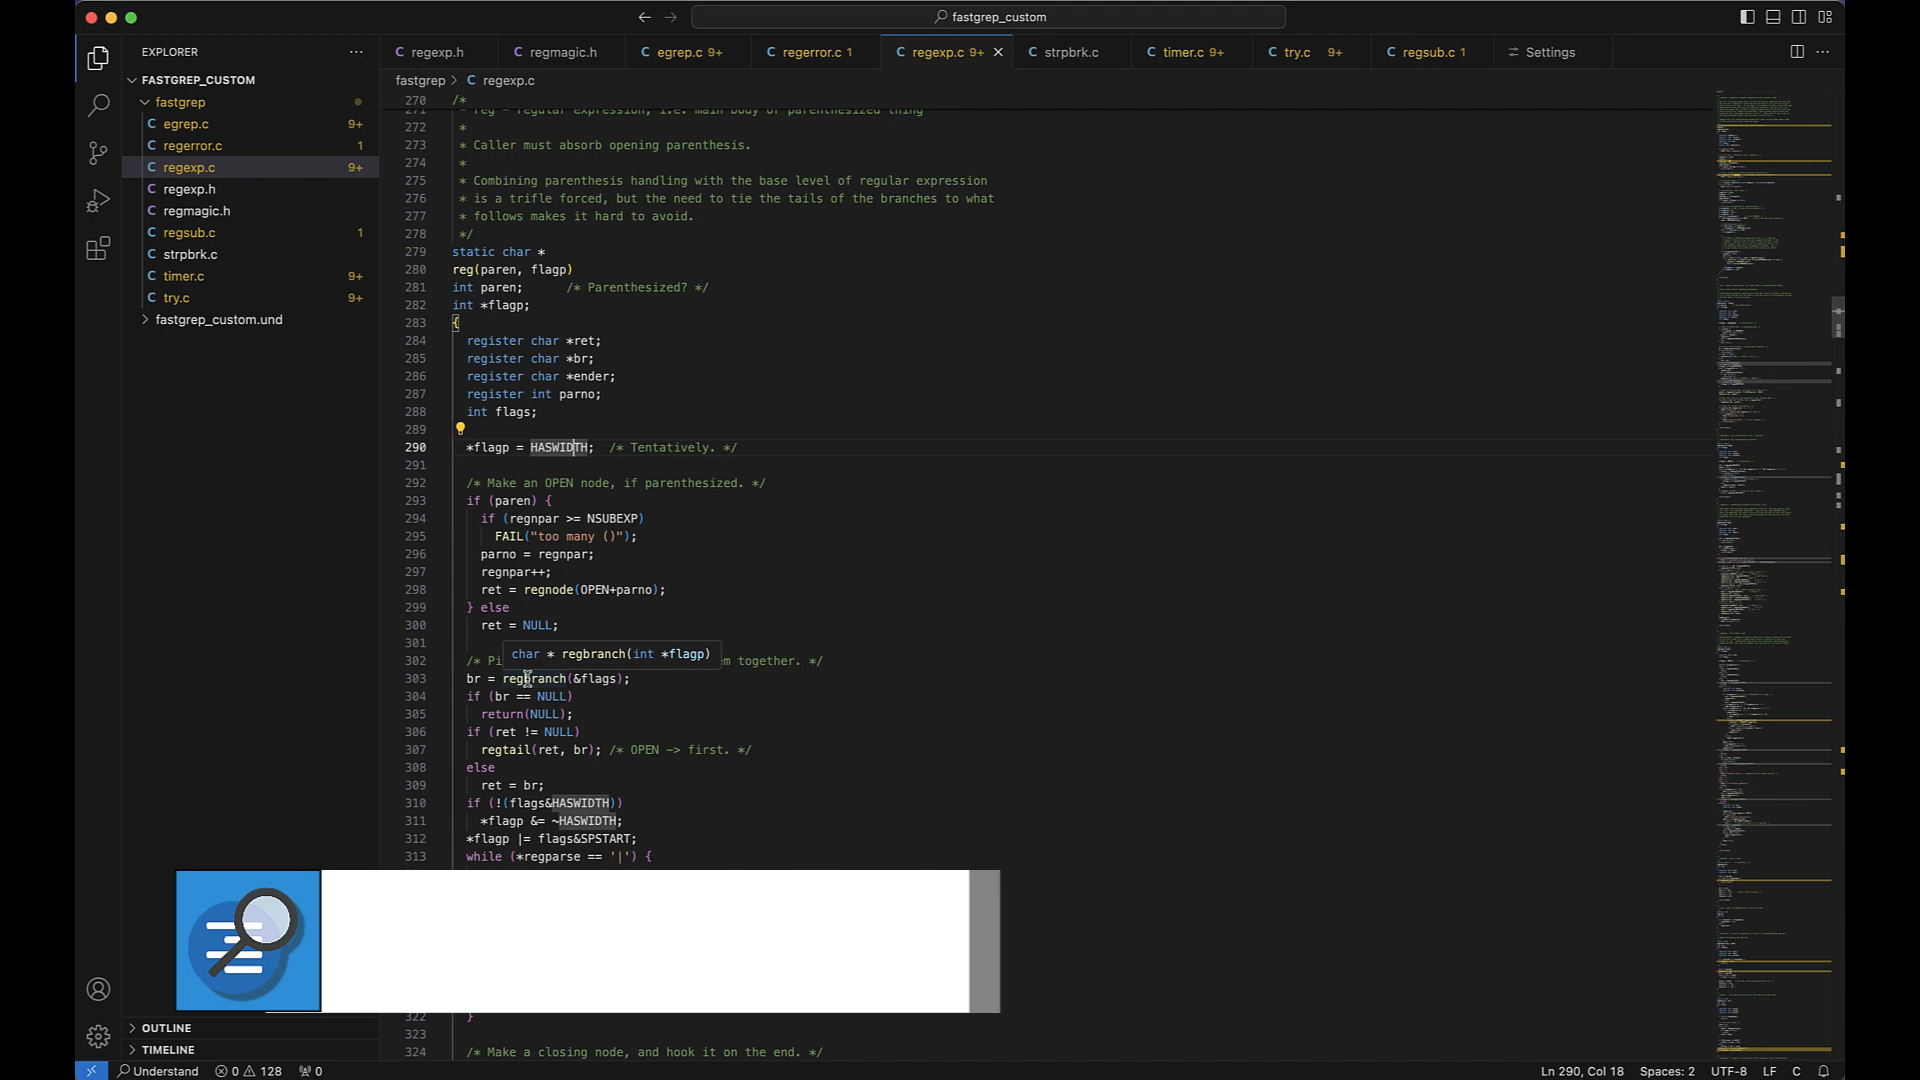 fastgrep_custom
EXPLORER
regexp.h
regmagic.h
egrep.c 9+
regerror.c 1
regexp.c 9+
strpbrk.c
timer.c 9+
try.c 9+
regsub.c 1
Settings
FASTGREP_CUSTOM
fastgrep
egrep.c 9+
regerror.c 1
regexp.c 9+
regexp.h
regmagic.h
regsub.c 1
strpbrk.c
timer.c 9+
try.c 9+
fastgrep_custom.und
OUTLINE
TIMELINE
fastgrep > C regexp.c
270 /*
271 - reg - regular expression, i.e. main body or parenthesized thing
272 *
273 * Caller must absorb opening parenthesis.
274 *
275 * Combining parenthesis handling with the base level of regular expression
276 * is a trifle forced, but the need to tie the tails of the branches to what
277 * follows makes it hard to avoid.
278 */
279 static char *
280 reg(paren, flagp)
281 int paren; /* Parenthesized? */
282 int *flagp;
283 {
284 register char *ret;
285 register char *br;
286 register char *ender;
287 register int parno;
288 int flags;
289
290 *flagp = HASWIDTH; /* Tentatively. */
291
292 /* Make an OPEN node, if parenthesized. */
293 if (paren) {
294 if (regnpar >= NSUBEXP)
295 FAIL("too many ()");
296 parno = regnpar;
297 regnpar++;
298 ret = regnode(OPEN+parno);
299 } else
300 ret = NULL;
301
char * regbranch(int *flagp)
302 /* Pi m together. */
303 br = regbranch(&flags);
304 if (br == NULL)
305 return(NULL);
306 if (ret != NULL)
307 regtail(ret, br); /* OPEN -> first. */
308 else
309 ret = br;
310 if (!(flags&HASWIDTH))
311 *flagp &= ~HASWIDTH;
312 *flagp |= flags&SPSTART;
313 while (*regparse == '|') {
322 }
323
324 /* Make a closing node, and hook it on the end. */
Understand 0 128 0
Ln 290, Col 18 Spaces: 2 UTF-8 LF C